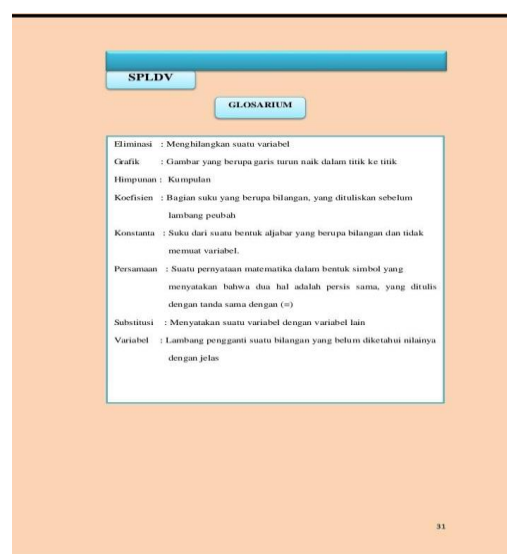 SPLDV
GLOSARIUM
Eliminasi : Menghilangkan suatu variabel
Grafik : Gambar yang berupa garis turun naik dalam titik ke titik
Himpunan : Kumpulan
Koefisien : Bagian suku yang berupa bilangan, yang dituliskan sebelum
lambang peubah
Konstanta : Suku dari suatu bentuk aljabar yang berupa bilangan dan tidak
memuat variabel.
Persamaan : Suatu pernyataan matematika dalam bentuk simbol yang
menyatakan bahwa dua hal adalah persis sama, yang ditulis
dengan tanda sama dengan (=)
Substitusi : Menyatakan suatu variabel dengan variabel lain
Variabel : Lambang pengganti suatu bilangan yang belum diketahui nilainya
dengan jelas
31